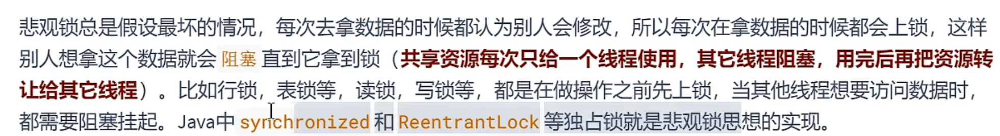 悲观锁总是假设最坏的情况，每次去拿数据的时候都认为别人会修改，所以每次在拿数据的时候都会上锁，这样
别人想拿这个数据就会 阻塞 直到它拿到锁（共享资源每次只给一个线程使用，其它线程阻塞，用完后再把资源转
让给其它线程）。比如行锁，表锁等，读锁，写锁等，都是在做操作之前先上锁，当其他线程想要访问数据时，
都需要阻塞挂起。Java中 synchronized 和 ReentrantLock 等独占锁就是悲观锁思想的实现。